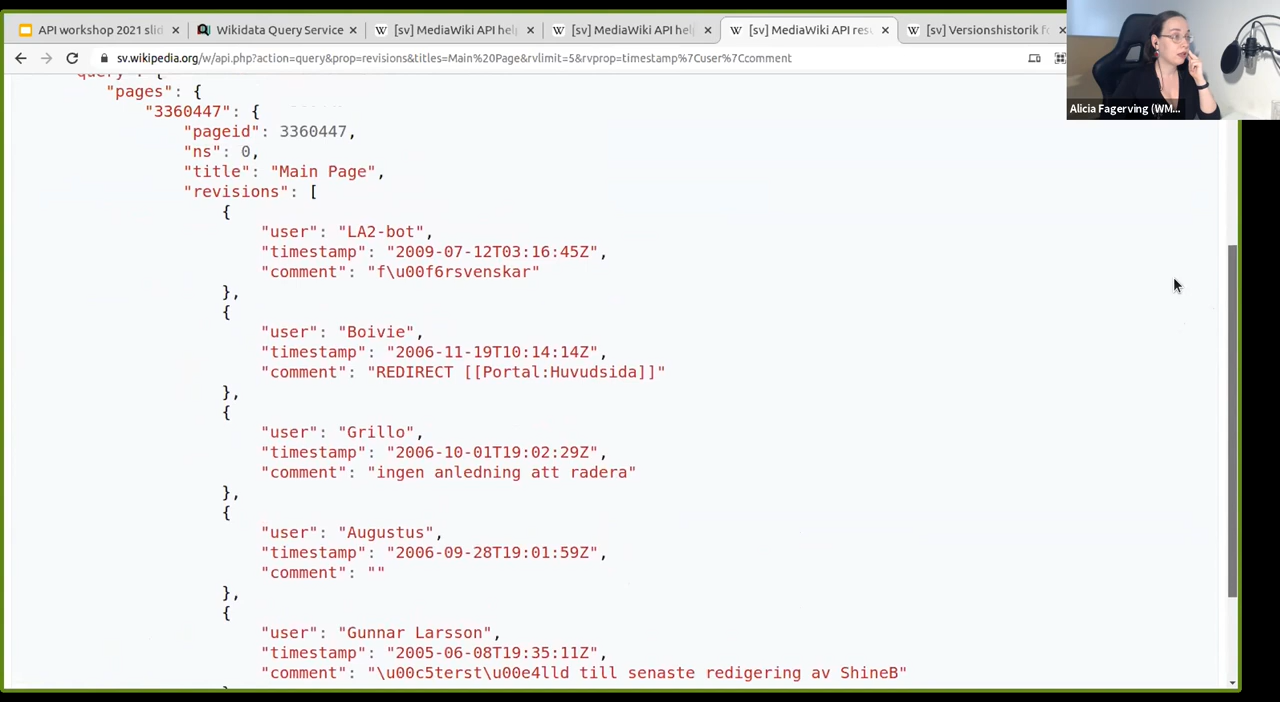 API workshop 2021 slid
Wikidata Query Service
[sv] MediaWiki API hel
[sv] MediaWiki API hel
[sv] MediaWiki API res
[sv] Versionshistorik f
sv.wikipedia.org/w/api.php?action=query&prop=revisions&titles=Main%20Page&rvlimit=5&rvprop=timestamp%7Cuser%7Ccomment
Alicia Fagerving (WM...
"query": {
"pages": {
"3360447": {
"pageid": 3360447,
"ns": 0,
"title": "Main Page",
"revisions": [
{
"user": "LA2-bot",
"timestamp": "2009-07-12T03:16:45Z",
"comment": "f\u00f6rsvenskar"
},
{
"user": "Boivie",
"timestamp": "2006-11-19T10:14:14Z",
"comment": "REDIRECT [[Portal:Huvudsida]]"
},
{
"user": "Grillo",
"timestamp": "2006-10-01T19:02:29Z",
"comment": "ingen anledning att radera"
},
{
"user": "Augustus",
"timestamp": "2006-09-28T19:01:59Z",
"comment": ""
},
{
"user": "Gunnar Larsson",
"timestamp": "2005-06-08T19:35:11Z",
"comment": "\u00c5terst\u00e4lld till senaste redigering av ShineB"